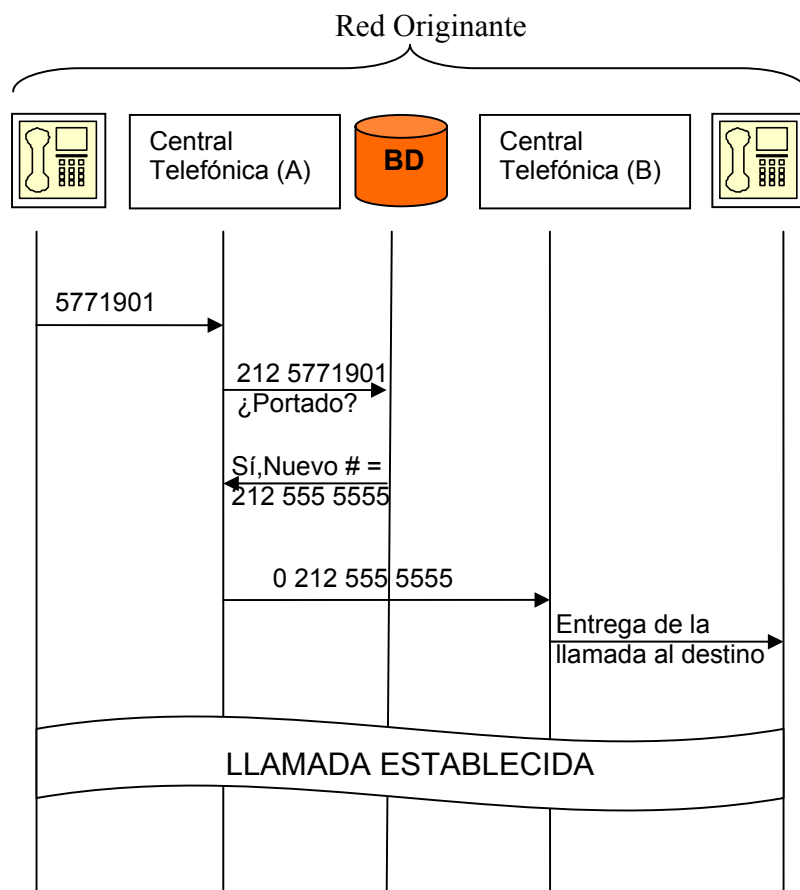 Red Originante
Central
Telefónica (A)
BD
Central
Telefónica (B)
5771901
212 5771901
¿Portado?
Sí,Nuevo # =
212 555 5555
0 212 555 5555
Entrega de la
llamada al destino
LLAMADA ESTABLECIDA